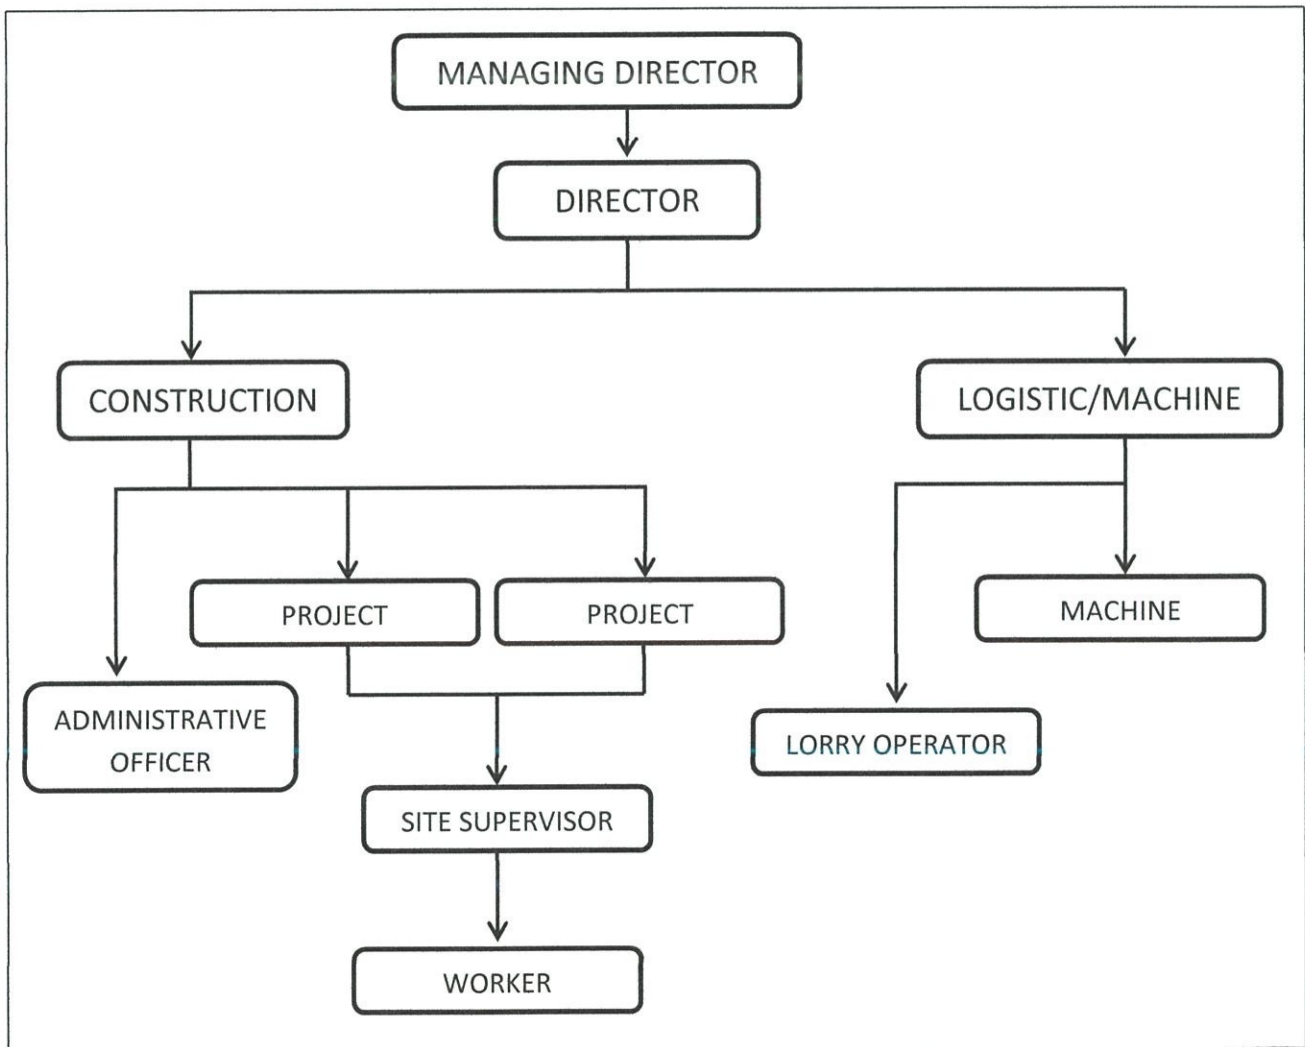 MANAGING DIRECTOR
DIRECTOR
CONSTRUCTION
LOGISTIC/MACHINE
PROJECT
PROJECT
MACHINE
ADMINISTRATIVE
OFFICER
LORRY OPERATOR
SITE SUPERVISOR
WORKER